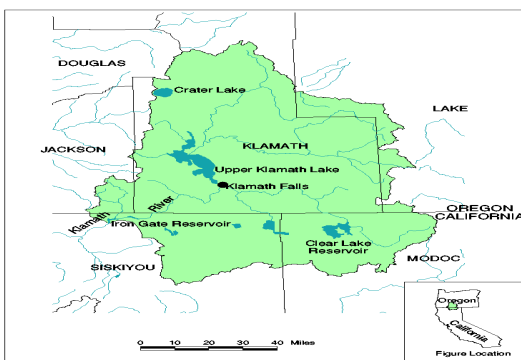 DOUGLAS
Crater Lake
LAKE
JACKSON
KLAMATH
Upper Klamath Lake
Klamath Falls
Klamath River
OREGON
CALIFORNIA
Iron Gate Reservoir
Clear Lake
Reservoir
SISKIYOU
MODOC
Oregon
California
Figure Location
0 10 20 30 40 Miles